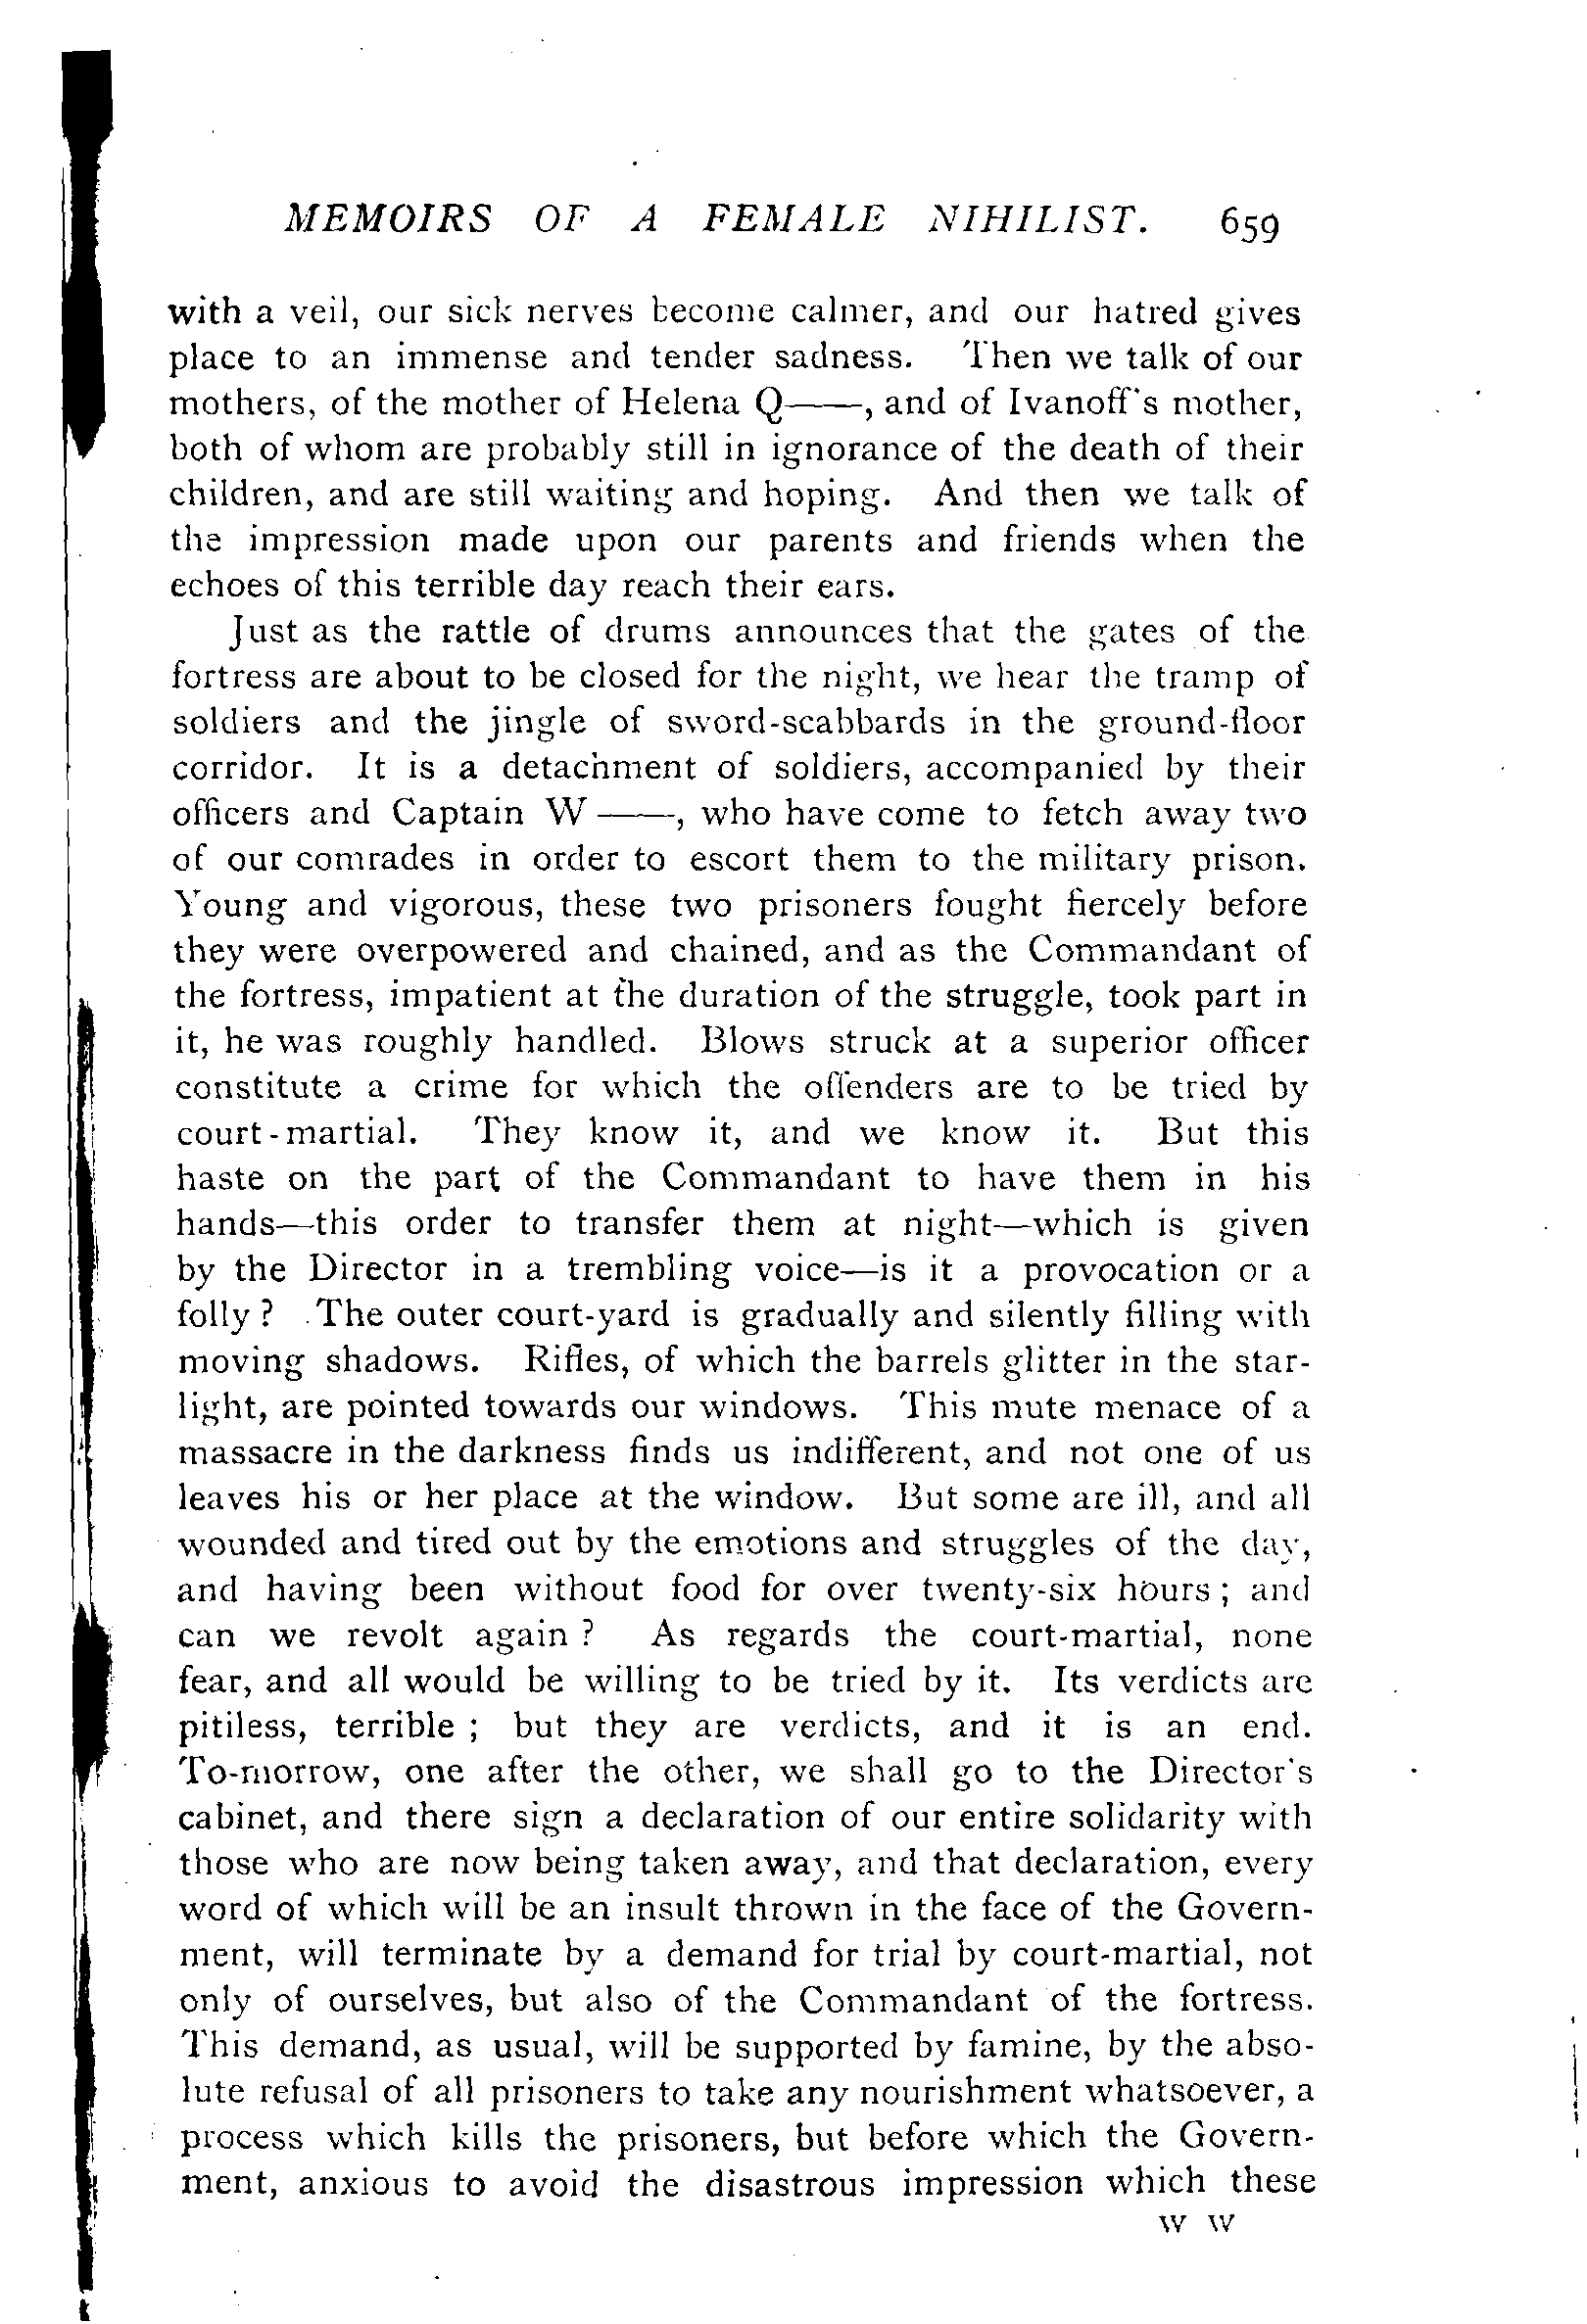 MEMOIRS OF A FEMALE NIHILIST. 659
with a veil, our sick nerves become calmer, and our hatred gives
place to an immense and tender sadness. Then we talk of our
mothers, of the mother of Helena Q——, and of Ivanoff's mother,
both of whom are probably still in ignorance of the death of their
children, and are still waiting and hoping. And then we talk of
the impression made upon our parents and friends when the
echoes of this terrible day reach their ears.
Just as the rattle of drums announces that the gates of the
fortress are about to be closed for the night, we hear the tramp of
soldiers and the jingle of sword-scabbards in the ground-floor
corridor. It is a detachment of soldiers, accompanied by their
officers and Captain W——, who have come to fetch away two
of our comrades in order to escort them to the military prison.
Young and vigorous, these two prisoners fought fiercely before
they were overpowered and chained, and as the Commandant of
the fortress, impatient at the duration of the struggle, took part in
it, he was roughly handled. Blows struck at a superior officer
constitute a crime for which the offenders are to be tried by
court-martial. They know it, and we know it. But this
haste on the part of the Commandant to have them in his
hands—this order to transfer them at night—which is given
by the Director in a trembling voice—is it a provocation or a
folly? The outer court-yard is gradually and silently filling with
moving shadows. Rifles, of which the barrels glitter in the star-
light, are pointed towards our windows. This mute menace of a
massacre in the darkness finds us indifferent, and not one of us
leaves his or her place at the window. But some are ill, and all
wounded and tired out by the emotions and struggles of the day,
and having been without food for over twenty-six hours; and
can we revolt again? As regards the court-martial, none
fear, and all would be willing to be tried by it. Its verdicts are
pitiless, terrible; but they are verdicts, and it is an end.
To-morrow, one after the other, we shall go to the Director's
cabinet, and there sign a declaration of our entire solidarity with
those who are now being taken away, and that declaration, every
word of which will be an insult thrown in the face of the Govern-
ment, will terminate by a demand for trial by court-martial, not
only of ourselves, but also of the Commandant of the fortress.
This demand, as usual, will be supported by famine, by the abso-
lute refusal of all prisoners to take any nourishment whatsoever, a
process which kills the prisoners, but before which the Govern-
ment, anxious to avoid the disastrous impression which these
W W